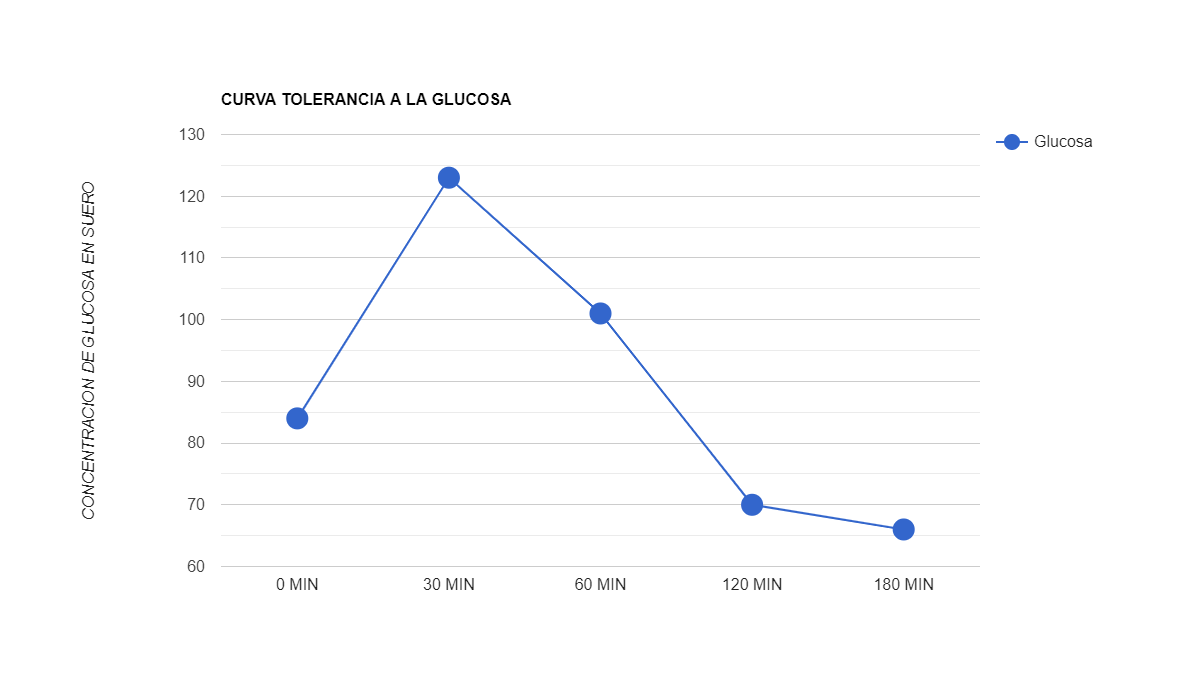 CURVA TOLERANCIA A LA GLUCOSA
Glucosa
CONCENTRACION DE GLUCOSA EN SUERO
130
120
110
100
90
80
70
60
0 MIN
30 MIN
60 MIN
120 MIN
180 MIN